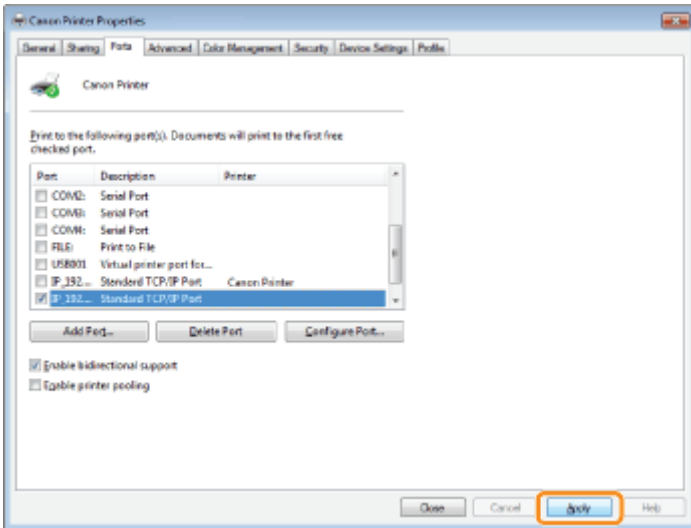 Canon Printer Properties
General Sharing Ports Advanced Color Management Security Device Settings Profile
Canon Printer
Print to the following port(s). Documents will print to the first free
checked port.
Port Description Printer
COM2: Serial Port
COM3: Serial Port
COM4: Serial Port
FILE: Print to File
USB001 Virtual printer port for...
IP_192.... Standard TCP/IP Port Canon Printer
IP_192.... Standard TCP/IP Port
Add Port... Delete Port Configure Port...
Enable bidirectional support
Enable printer pooling
Close Cancel Apply Help